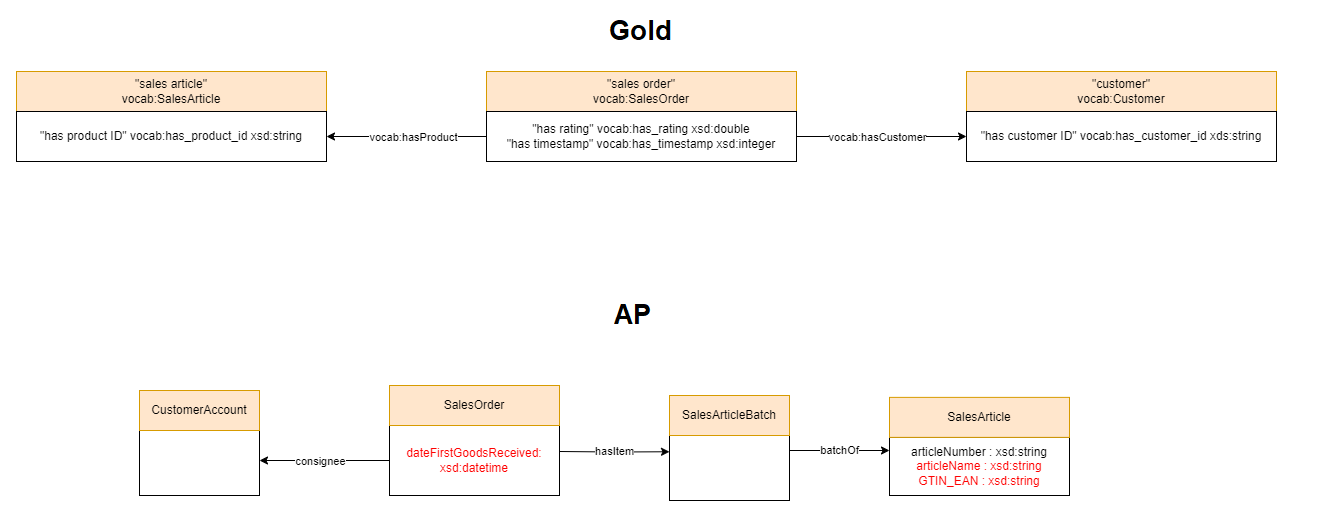 Gold
"sales article"
vocab:SalesArticle
"has product ID" vocab:has_product_id xsd:string
vocab:hasProduct
"sales order"
vocab:SalesOrder
"has rating" vocab:has_rating xsd:double
"has timestamp" vocab:has_timestamp xsd:integer
vocab:hasCustomer
"customer"
vocab:Customer
"has customer ID" vocab:has_customer_id xds:string
AP
CustomerAccount
consignee
SalesOrder
dateFirstGoodsReceived:
xsd:datetime
hasItem
SalesArticleBatch
batchOf
SalesArticle
articleNumber : xsd:string
articleName : xsd:string
GTIN_EAN : xsd:string